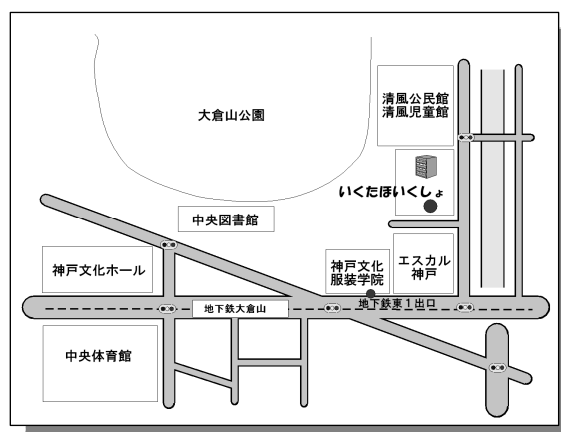 大倉山公園
清風公民館
清風児童館
いくたほいくしょ
中央図書館
神戸文化ホール
神戸文化
服装学院
エスカル
神戸
地下鉄東1出口
地下鉄大倉山
中央体育館